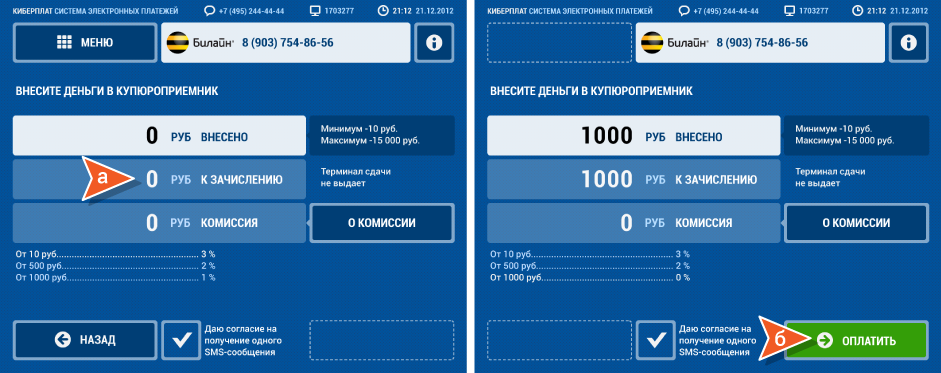 КИБЕРПЛАТ СИСТЕМА ЭЛЕКТРОННЫХ ПЛАТЕЖЕЙ +7 (495) 244-44-44 1703277 21:12 21.12.2012
МЕНЮ
Билайн® 8 (903) 754-86-56
ВНЕСИТЕ ДЕНЬГИ В КУПЮРОПРИЕМНИК
0 РУБ ВНЕСЕНО
Минимум -10 руб.
Максимум -15 000 руб.
а
0 РУБ К ЗАЧИСЛЕНИЮ
Терминал сдачи
не выдает
0 РУБ КОМИССИЯ
О КОМИССИИ
От 10 руб. 3 %
От 500 руб. 2 %
От 1000 руб. 1 %
НАЗАД
Даю согласие на
получение одного
SMS-сообщения
КИБЕРПЛАТ СИСТЕМА ЭЛЕКТРОННЫХ ПЛАТЕЖЕЙ +7 (495) 244-44-44 1703277 21:12 21.12.2012
Билайн® 8 (903) 754-86-56
ВНЕСИТЕ ДЕНЬГИ В КУПЮРОПРИЕМНИК
1000 РУБ ВНЕСЕНО
Минимум -10 руб.
Максимум -15 000 руб.
1000 РУБ К ЗАЧИСЛЕНИЮ
Терминал сдачи
не выдает
0 РУБ КОМИССИЯ
О КОМИССИИ
От 10 руб. 3 %
От 500 руб. 2 %
От 1000 руб. 0 %
Даю согласие на
получение одного
SMS-сообщения
б
ОПЛАТИТЬ